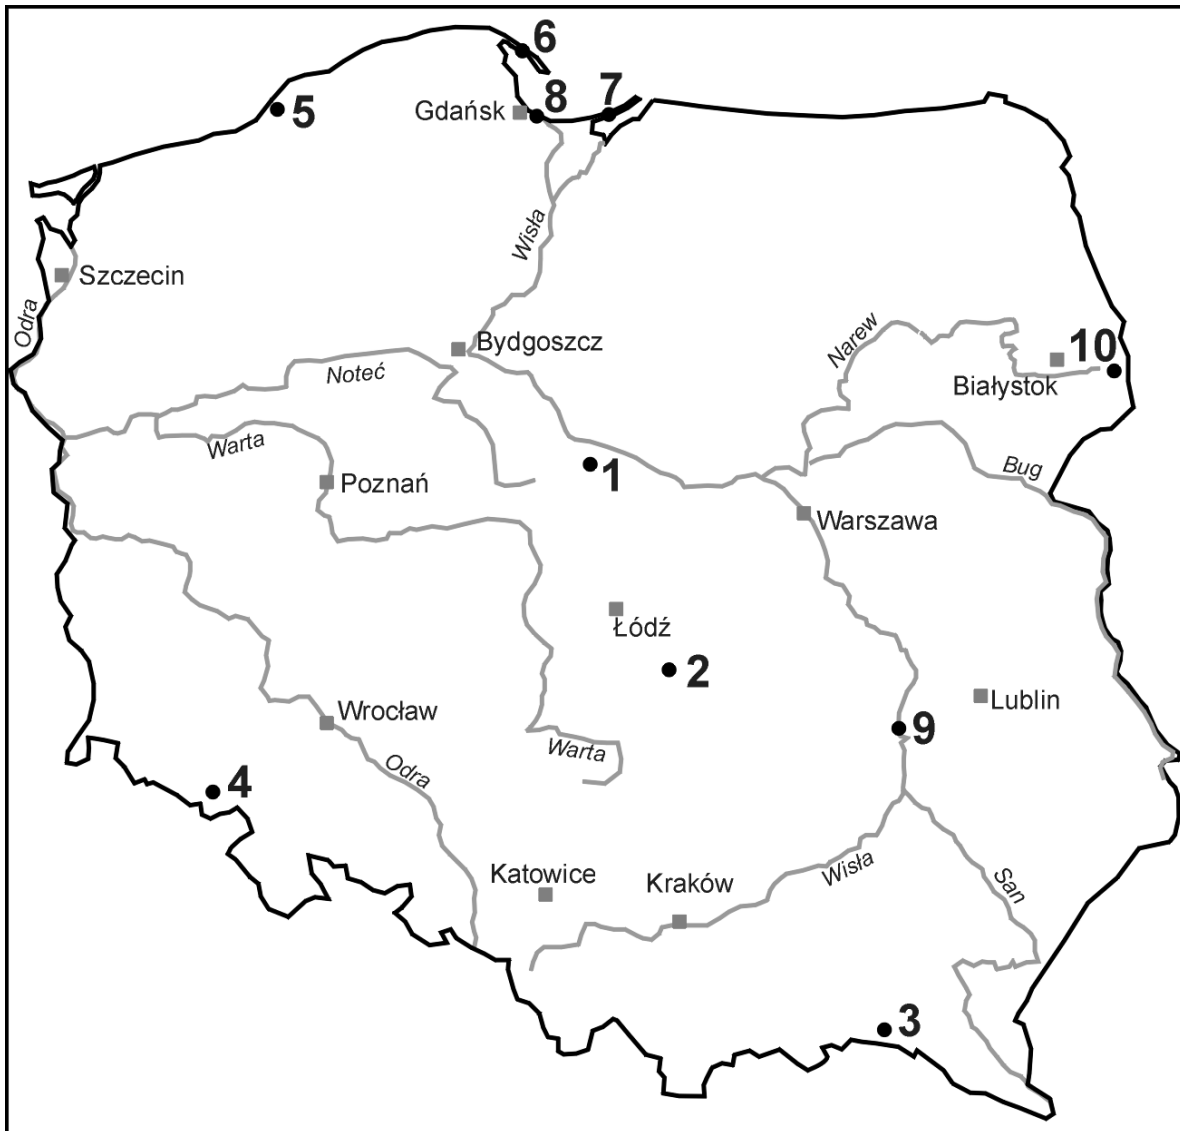 6
5
Gdańsk
8
7
Wisła
Szczecin
Odra
Bydgoszcz
Noteć
Narew
10
Białystok
Warta
Poznań
1
Bug
Warszawa
Łódź
2
Lublin
Wrocław
9
Warta
Odra
4
Katowice
Kraków
Wisła
San
3